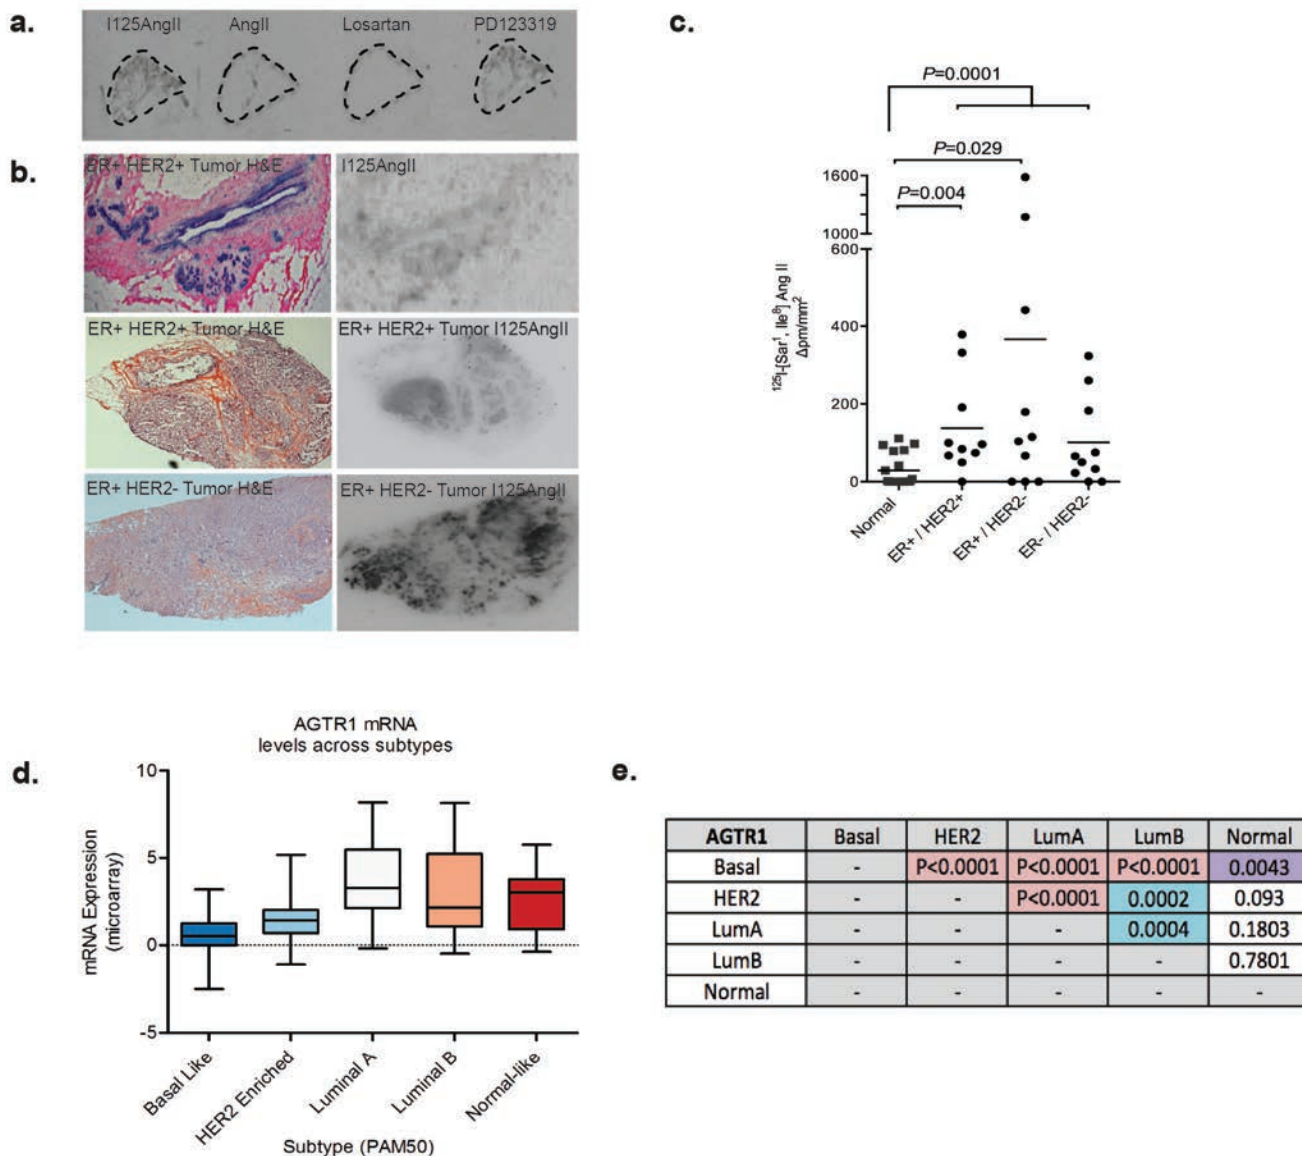 a.
I125AngII AngII Losartan PD123319
b.
ER+ HER2+ Tumor H&E I125AngII
ER+ HER2+ Tumor H&E ER+ HER2+ Tumor I125AngII
ER+ HER2- Tumor H&E ER+ HER2- Tumor I125AngII
c.
P=0.0001
P=0.029
P=0.004
1600
1000
600
400
200
0
¹²⁵I-[Sar¹, Ile⁸] Ang II
Δpm/mm²
Normal
ER+ / HER2+
ER+ / HER2-
ER- / HER2-
d.
AGTR1 mRNA
levels across subtypes
10
5
0
-5
mRNA Expression
(microarray)
Basal Like
HER2 Enriched
Luminal A
Luminal B
Normal-like
Subtype (PAM50)
e.
AGTR1 Basal HER2 LumA LumB Normal
Basal - P<0.0001 P<0.0001 P<0.0001 0.0043
HER2 - - P<0.0001 0.0002 0.093
LumA - - - 0.0004 0.1803
LumB - - - - 0.7801
Normal - - - - -